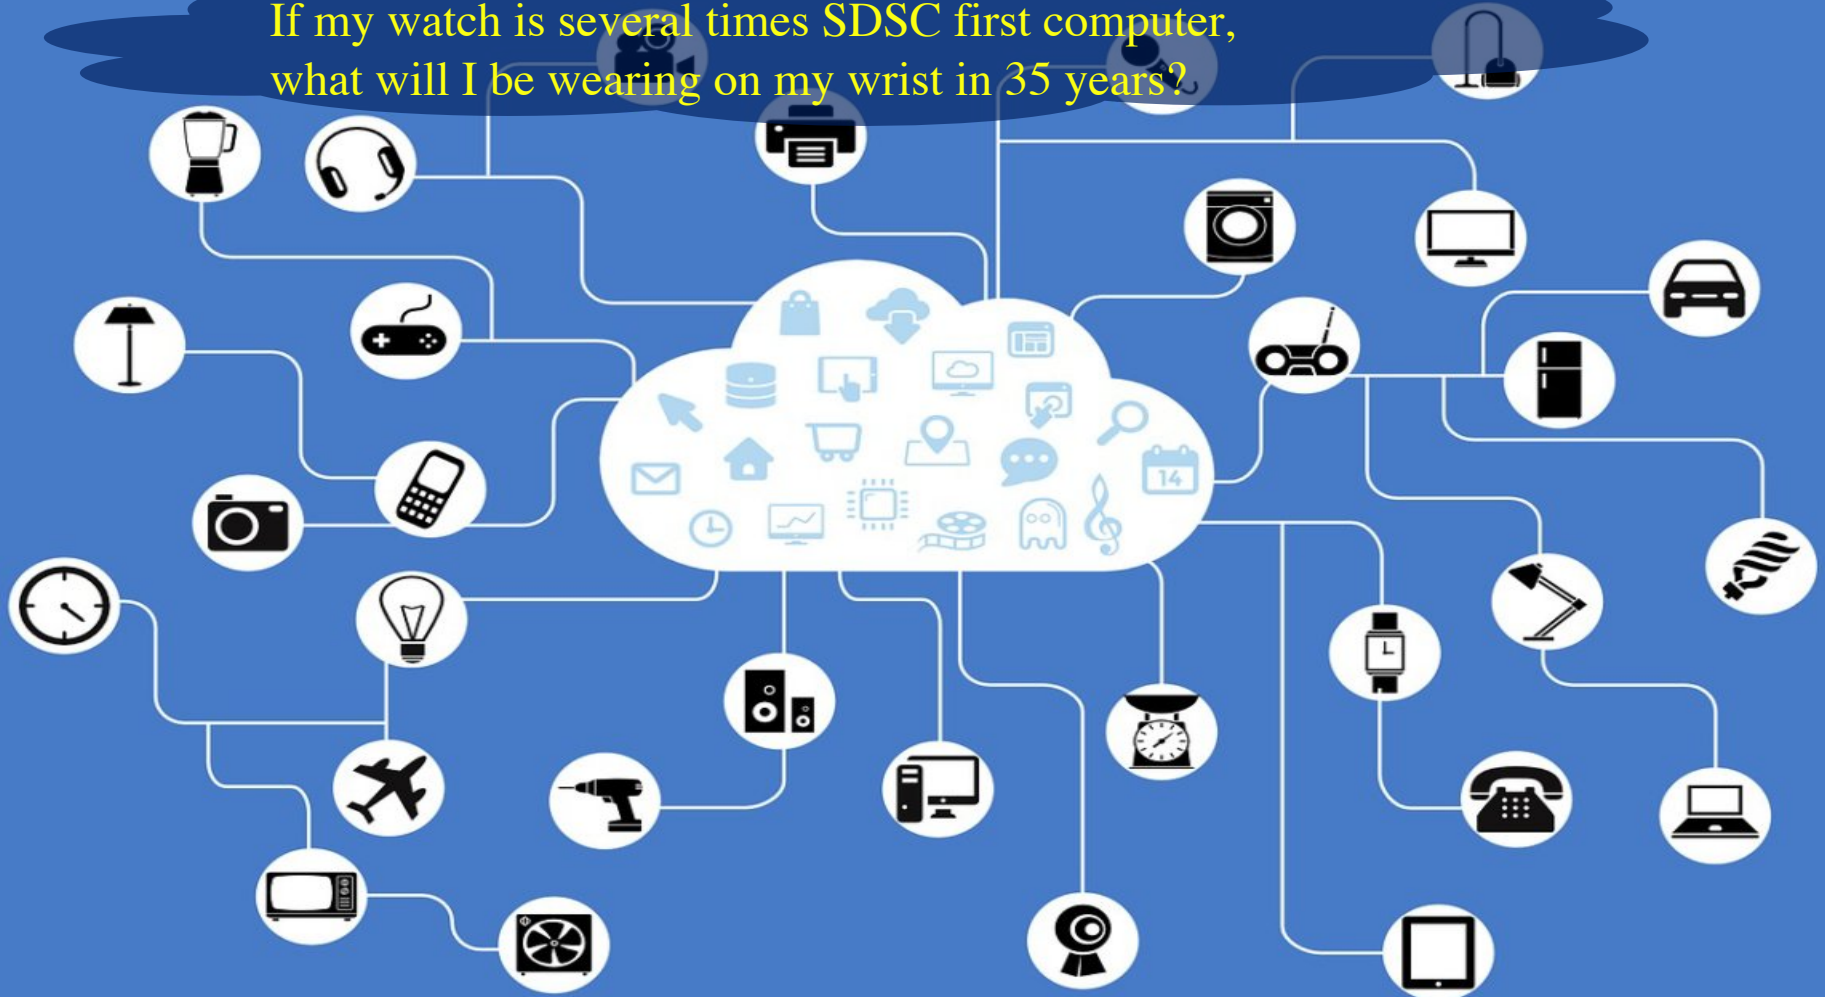 If my watch is several times SDSC first computer,
what will I be wearing on my wrist in 35 years?
14